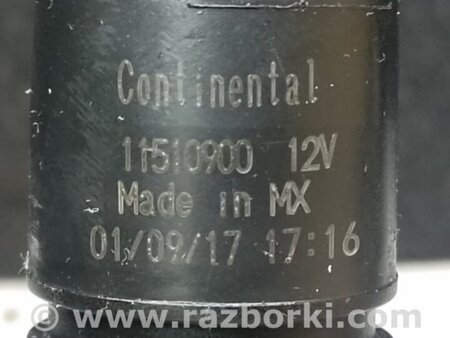 Continental
11510900 12V
Made in MX
01/09/17 17:16
www.razborki.com